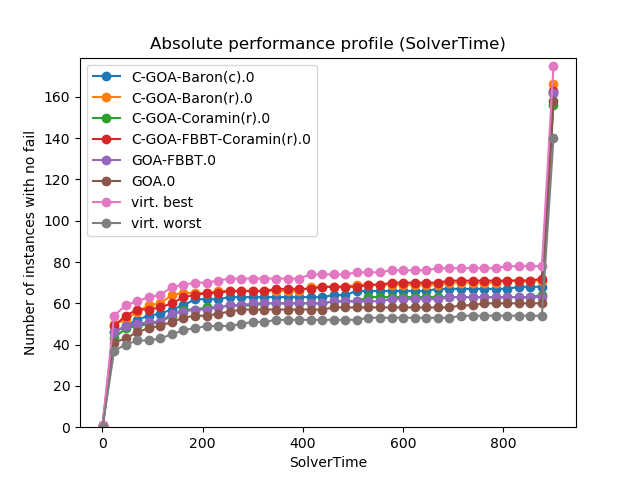 Absolute performance profile (SolverTime)
C-GOA-Baron(c).0
C-GOA-Baron(r).0
C-GOA-Coramin(r).0
C-GOA-FBBT-Coramin(r).0
GOA-FBBT.0
GOA.0
virt. best
virt. worst
Number of instances with no fail
160
140
120
100
80
60
40
20
0
0 200 400 600 800
SolverTime